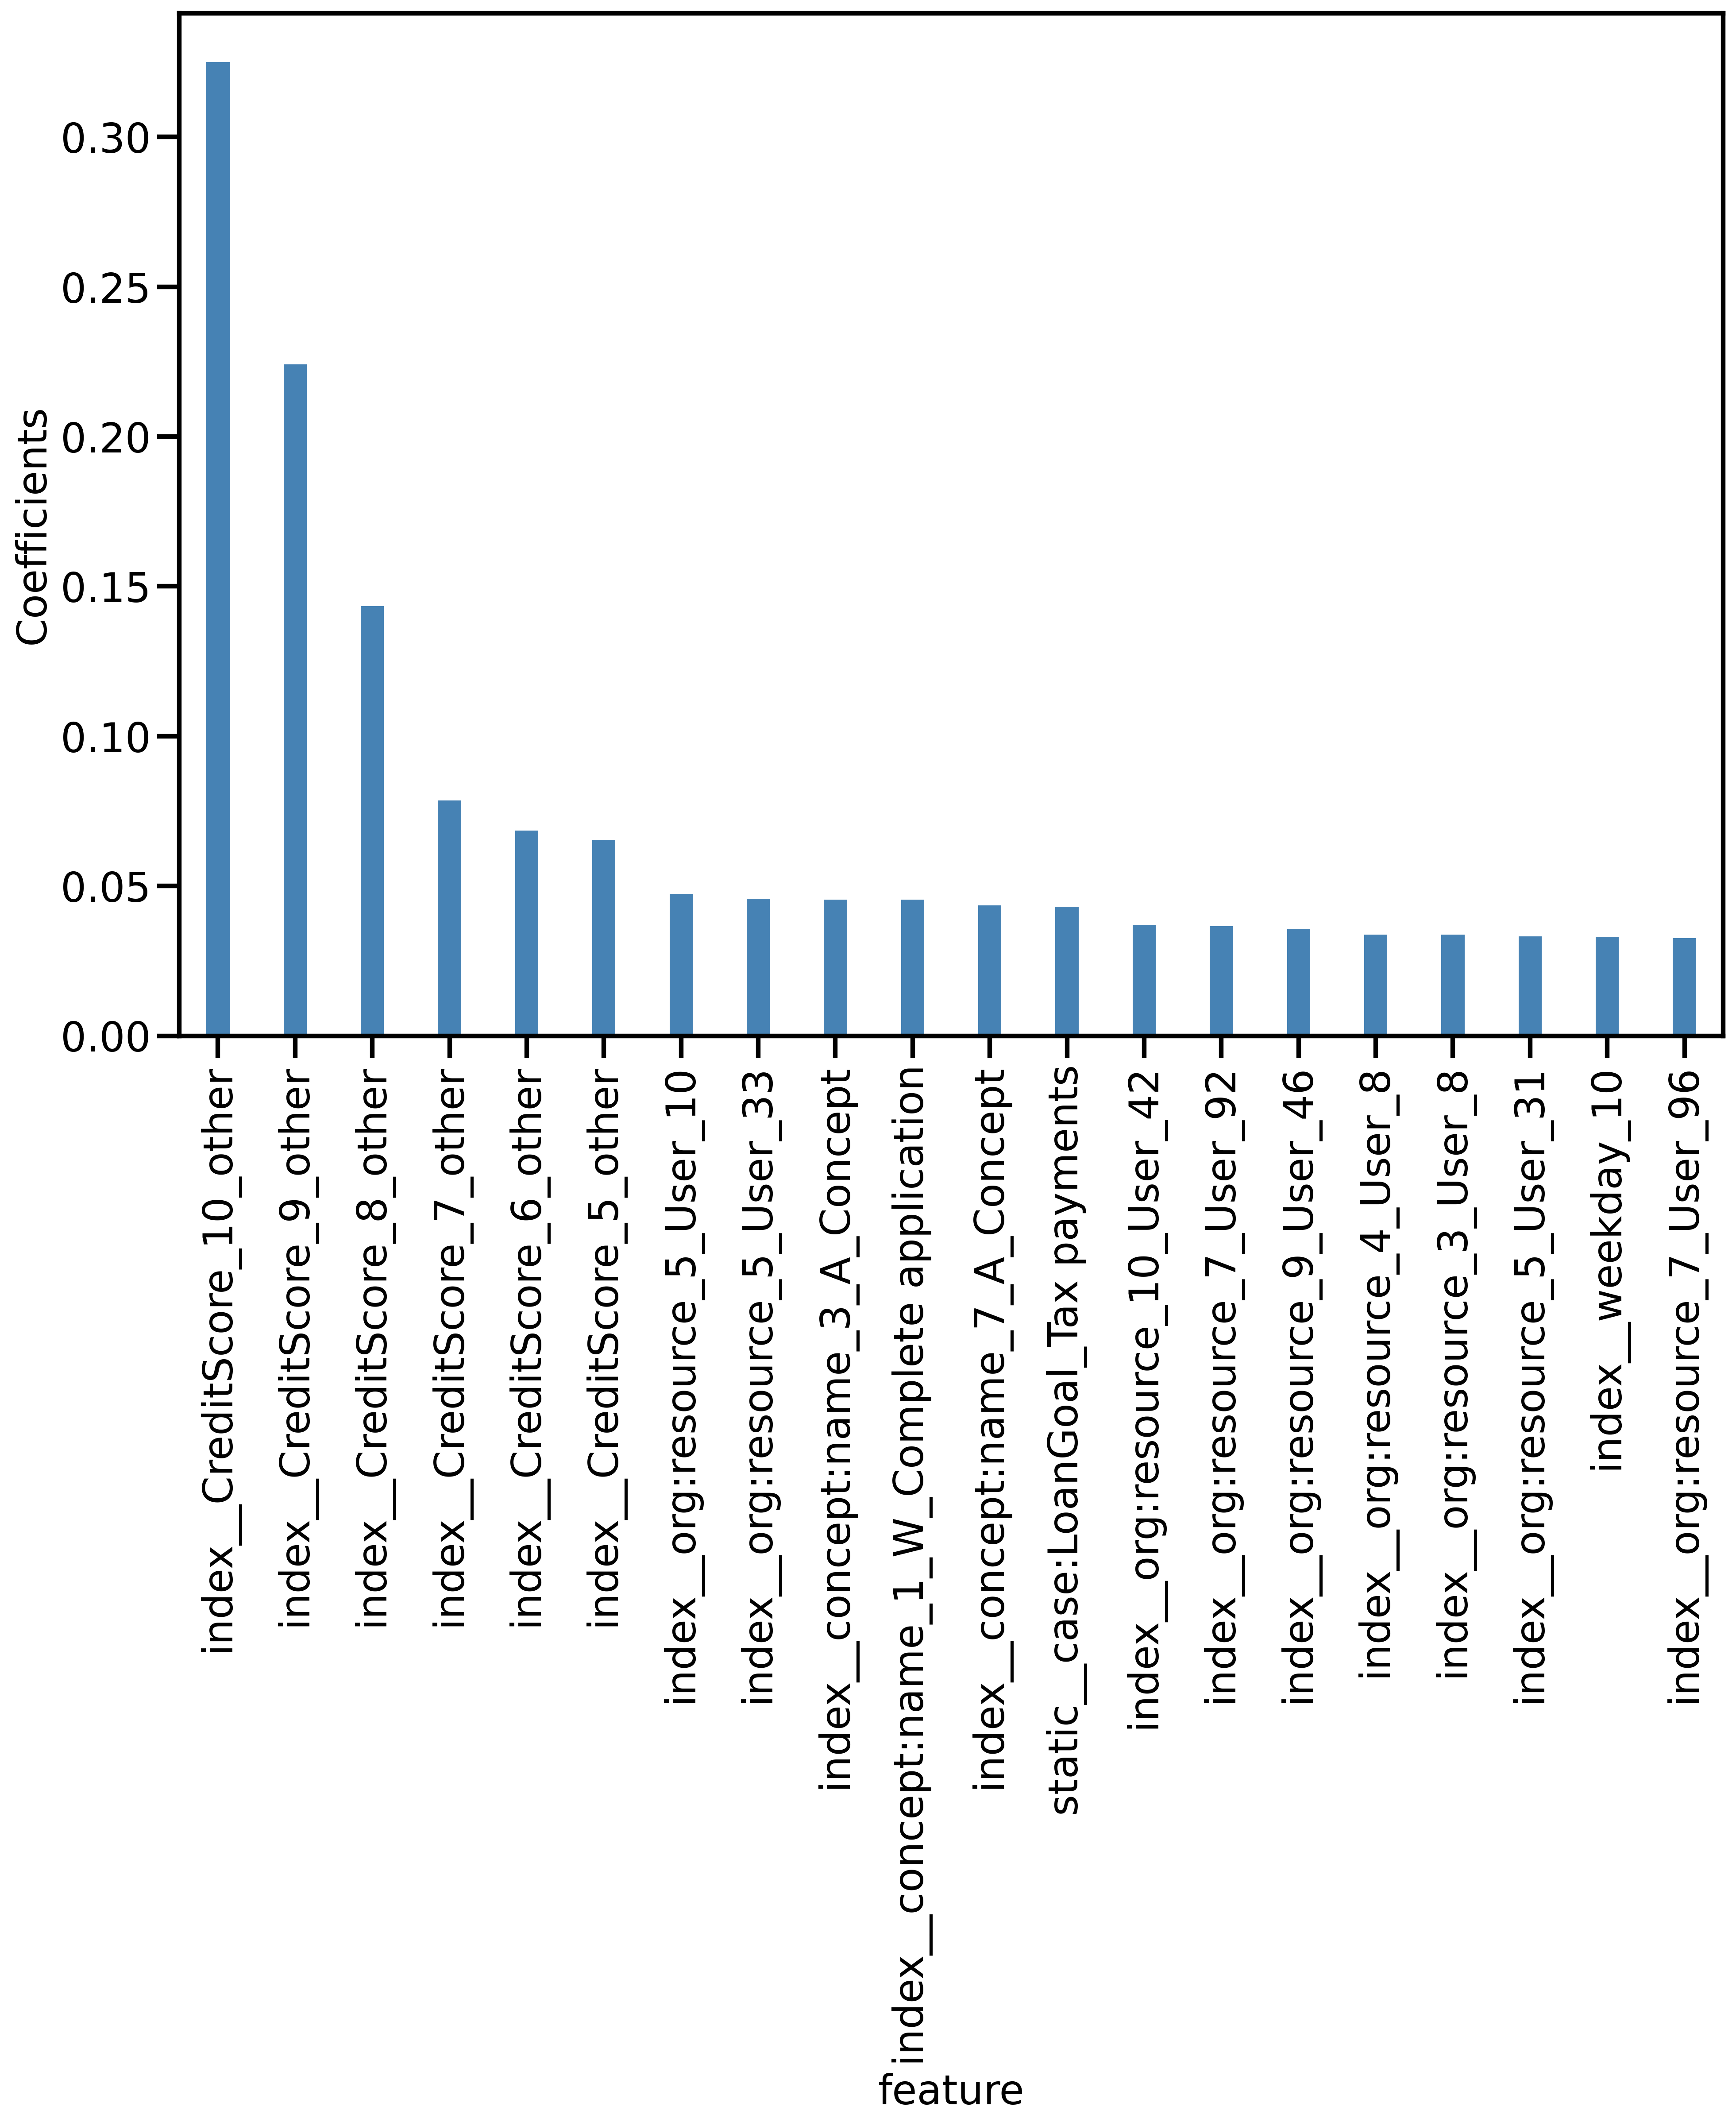 Coefficients
0.30
0.25
0.20
0.15
0.10
0.05
0.00
index__CreditScore_10_other
index__CreditScore_9_other
index__CreditScore_8_other
index__CreditScore_7_other
index__CreditScore_6_other
index__CreditScore_5_other
index__org:resource_5_User_10
index__org:resource_5_User_33
index__concept:name_3_A_Concept
index__concept:name_1_W_Complete application
index__concept:name_7_A_Concept
static__case:LoanGoal_Tax payments
index__org:resource_10_User_42
index__org:resource_7_User_92
index__org:resource_9_User_46
index__org:resource_4_User_8
index__org:resource_3_User_8
index__org:resource_5_User_31
index__weekday_10
index__org:resource_7_User_96
feature